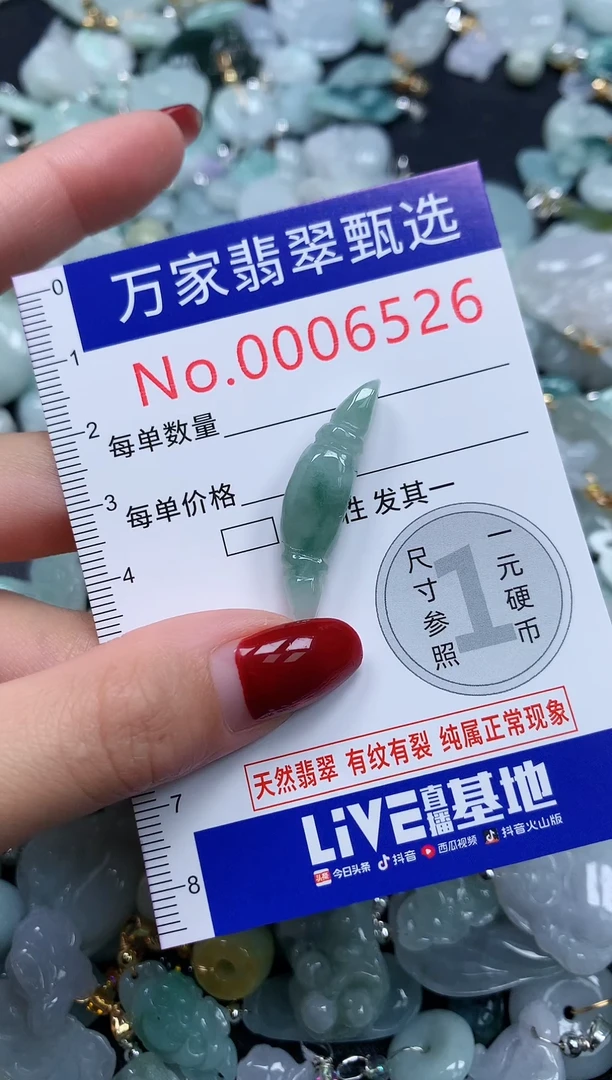 万家翡翠甄选
No.0006526
每单数量
每单价格
性 发其一
0
1
2
3
4
7
8
尺寸参照
1
一元硬币
天然翡翠 有纹有裂 纯属正常现象
LiVE直播基地
头条 今日头条 抖音 西瓜视频 抖音火山版